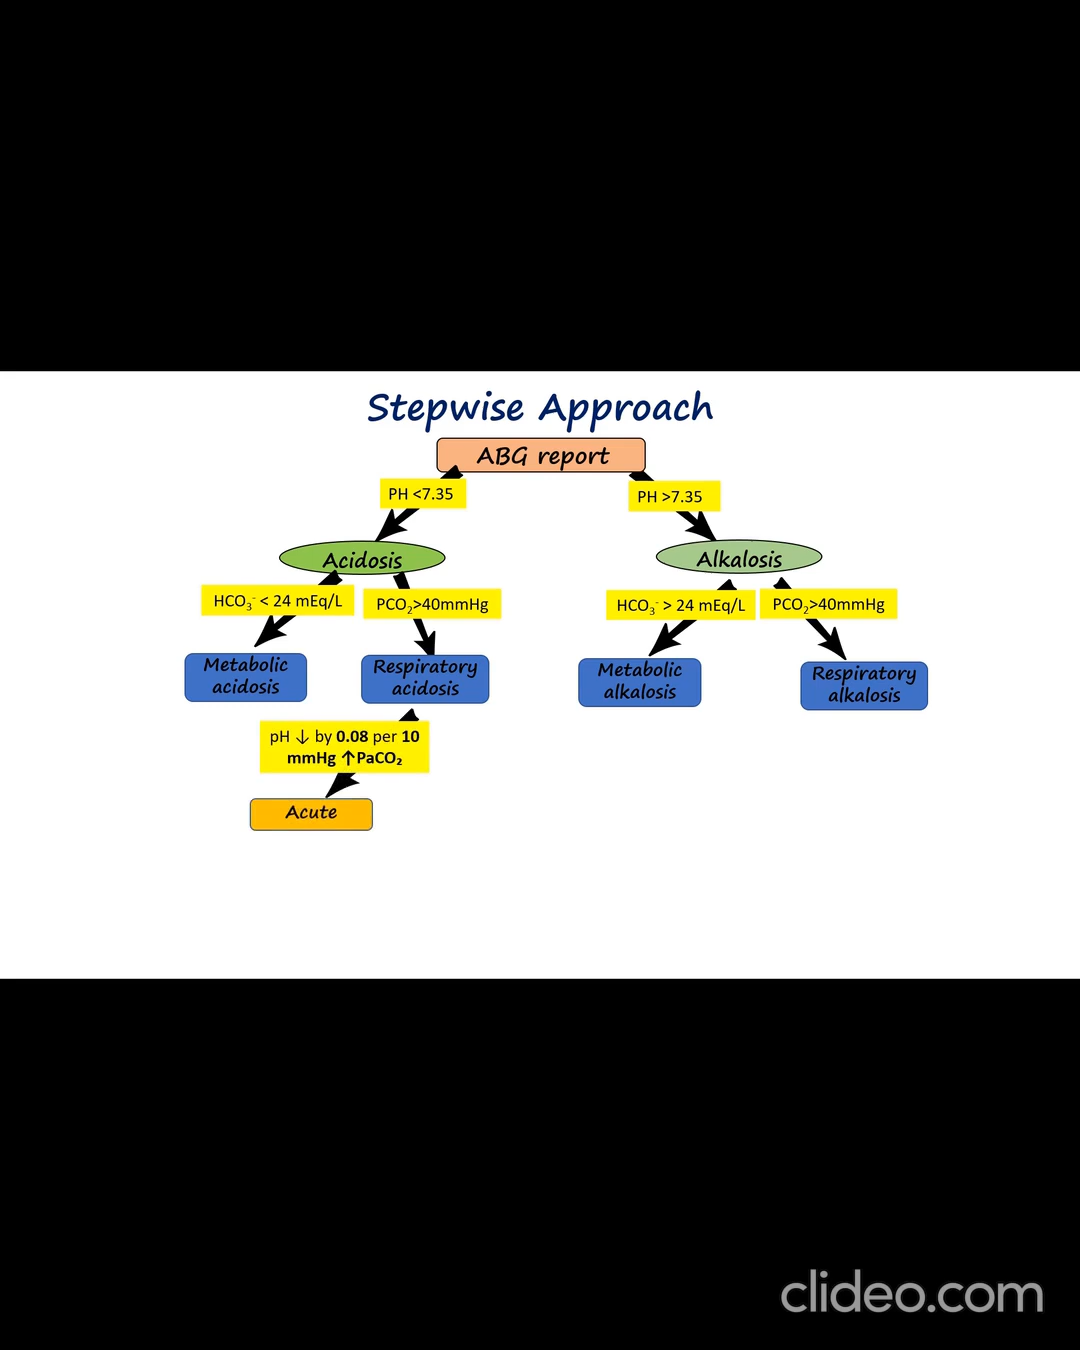 Stepwise Approach
ABG report
PH <7.35
PH >7.35
Acidosis
Alkalosis
HCO₃⁻ < 24 mEq/L
PCO₂>40mmHg
HCO₃⁻ > 24 mEq/L
PCO₂>40mmHg
Metabolic
acidosis
Respiratory
acidosis
Metabolic
alkalosis
Respiratory
alkalosis
pH ↓ by 0.08 per 10
mmHg ↑PaCO₂
Acute
clideo.com